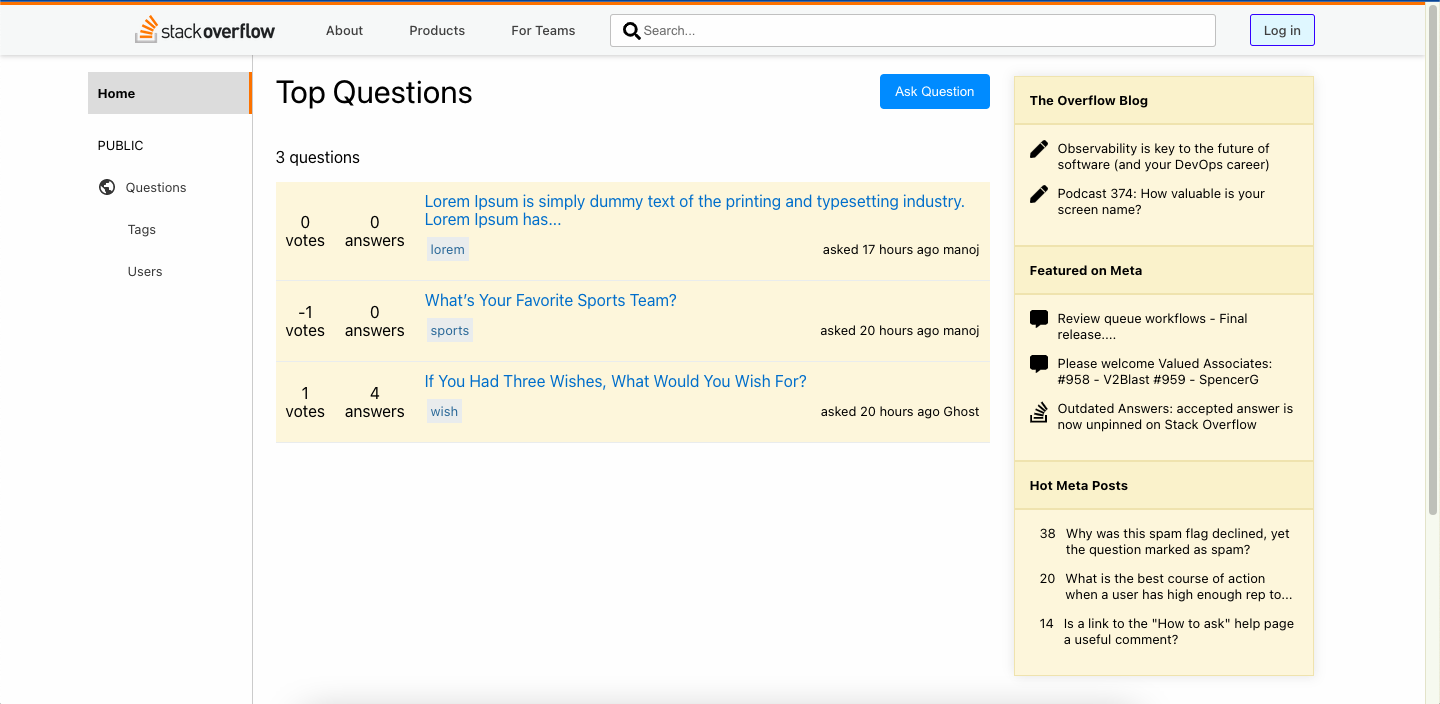 stackoverflow About Products For Teams Search... Log in
Home
PUBLIC
Questions
Tags
Users
Top Questions
Ask Question
3 questions
0 votes
0 answers
Lorem Ipsum is simply dummy text of the printing and typesetting industry.
Lorem Ipsum has...
lorem
asked 17 hours ago manoj
-1 votes
0 answers
What's Your Favorite Sports Team?
sports
asked 20 hours ago manoj
1 votes
4 answers
If You Had Three Wishes, What Would You Wish For?
wish
asked 20 hours ago Ghost
The Overflow Blog
Observability is key to the future of
software (and your DevOps career)
Podcast 374: How valuable is your
screen name?
Featured on Meta
Review queue workflows - Final
release....
Please welcome Valued Associates:
#958 - V2Blast #959 - SpencerG
Outdated Answers: accepted answer is
now unpinned on Stack Overflow
Hot Meta Posts
38 Why was this spam flag declined, yet
the question marked as spam?
20 What is the best course of action
when a user has high enough rep to...
14 Is a link to the "How to ask" help page
a useful comment?